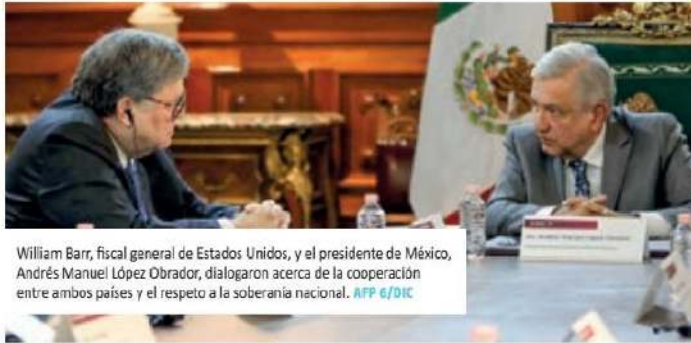 William Barr, fiscal general de Estados Unidos, y el presidente de México,
Andrés Manuel López Obrador, dialogaron acerca de la cooperación
entre ambos países y el respeto a la soberanía nacional. AFP 6/DIC